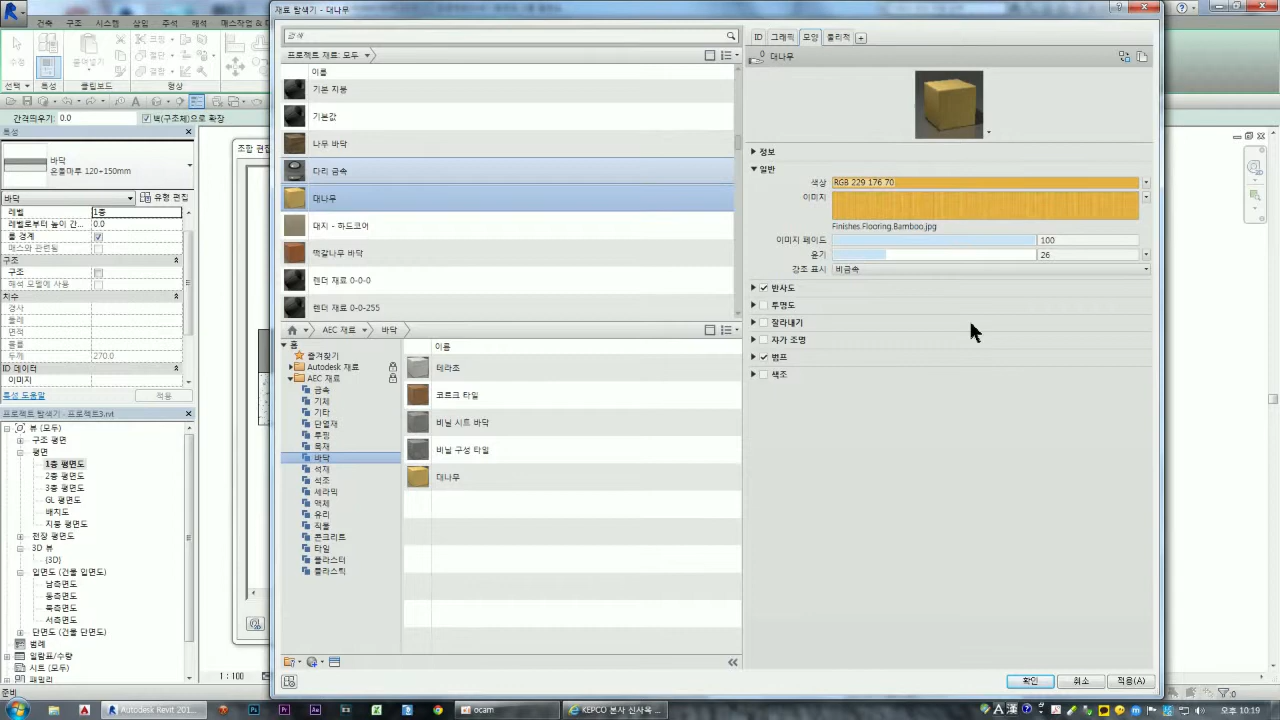 재료 탐색기 - 대나무
건축 구조 시스템 삽입 주석 해석 매스작업 & 대
수정
선택 특성 클립보드 형상
간격띄우기: 0.0 벽(구조체)으로 확장
특성
바닥
온돌마루 120+150mm
바닥 유형 편집
레벨 1층
레벨로부터 높이 간... 0.0
룸 경계
매스와 관련됨
구조
구조
해석 모델에 사용
치수
경사
둘레
면적
볼륨
두께 270.0
ID 데이터
이미지
특성 도움말 적용
프로젝트 탐색기 - 프로젝트3.rvt
뷰 (모두)
구조 평면
평면
1층 평면도
2층 평면도
3층 평면도
GL 평면도
배치도
지붕 평면도
천장 평면도
3D 뷰
{3D}
입면도 (건물 입면도)
남측면도
동측면도
북측면도
서측면도
단면도 (건물 단면도)
범례
일람표/수량
시트 (모두)
패밀리
준비
조합 편집
1 : 100
검색
프로젝트 재료: 모두
이름
기본 지붕
기본값
나무 바닥
다리 금속
대나무
대지 - 하드코어
떡갈나무 바닥
렌더 재료 0-0-0
렌더 재료 0-0-255
AEC 재료 바닥
홈
즐겨찾기
Autodesk 재료
AEC 재료
금속
기체
기타
단열재
루핑
목재
바닥
석재
석조
세라믹
액체
유리
직물
콘크리트
타일
플라스터
플라스틱
이름
테라조
코르크 타일
비닐 시트 바닥
비닐 구성 타일
대나무
ID 그래픽 모양 물리적
0 대나무
정보
일반
색상 RGB 229 176 70
이미지
Finishes.Flooring.Bamboo.jpg
이미지 페이드 100
윤기 26
강조 표시 비금속
반사도
투명도
잘라내기
자가 조명
범프
색조
확인 취소 적용(A)
Autodesk Revit 201... ocam KEPCO 본사 신사옥 ... 오후 10:19